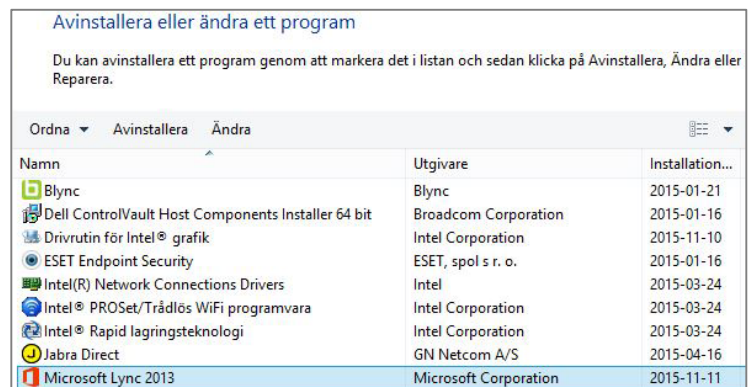 Avinstallera eller ändra ett program
Du kan avinstallera ett program genom att markera det i listan och sedan klicka på Avinstallera, Ändra eller
Reparera.
Ordna Avinstallera Ändra
Namn Utgivare Installation...
Blync Blync 2015-01-21
Dell ControlVault Host Components Installer 64 bit Broadcom Corporation 2015-01-16
Drivrutin för Intel® grafik Intel Corporation 2015-11-10
ESET Endpoint Security ESET, spol s r. o. 2015-01-16
Intel(R) Network Connections Drivers Intel 2015-03-24
Intel® PROSet/Trådlös WiFi programvara Intel Corporation 2015-03-24
Intel® Rapid lagringsteknologi Intel Corporation 2015-03-24
Jabra Direct GN Netcom A/S 2015-04-16
Microsoft Lync 2013 Microsoft Corporation 2015-11-11